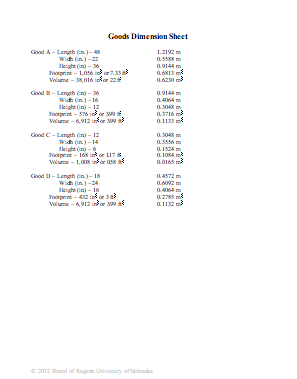 Goods Dimension Sheet
Good A – Length (in.) – 48 1.2192 m
Width (in.) – 22 0.5588 m
Height (in) – 36 0.9144 m
Footprint – 1,056 in² or 7.33 ft² 0.6813 m²
Volume – 38,016 in³ or 22 ft³ 0.6230 m³
Good B – Length (in) – 36 0.9144 m
Width (in.) – 16 0.4064 m
Height (in) – 12 0.3048 m
Footprint – 576 in² or 399 ft² 0.3716 m²
Volume – 6,912 in³ or 399 ft³ 0.1133 m³
Good C – Length (in.) – 12 0.3048 m
Width (in.) – 14 0.3556 m
Height (in) – 6 0.1524 m
Footprint – 168 in² or 1.17 ft² 0.1084 m²
Volume – 1,008 in³ or 058 ft³ 0.0165 m³
Good D – Length (in.) – 18 0.4572 m
Width (in.) – 24 0.6092 m
Height (in) – 16 0.4064 m
Footprint – 432 in² or 3 ft² 0.2785 m²
Volume – 6,912 in³ or 399 ft³ 0.1132 m³
© 2012 Board of Regents University of Nebraska